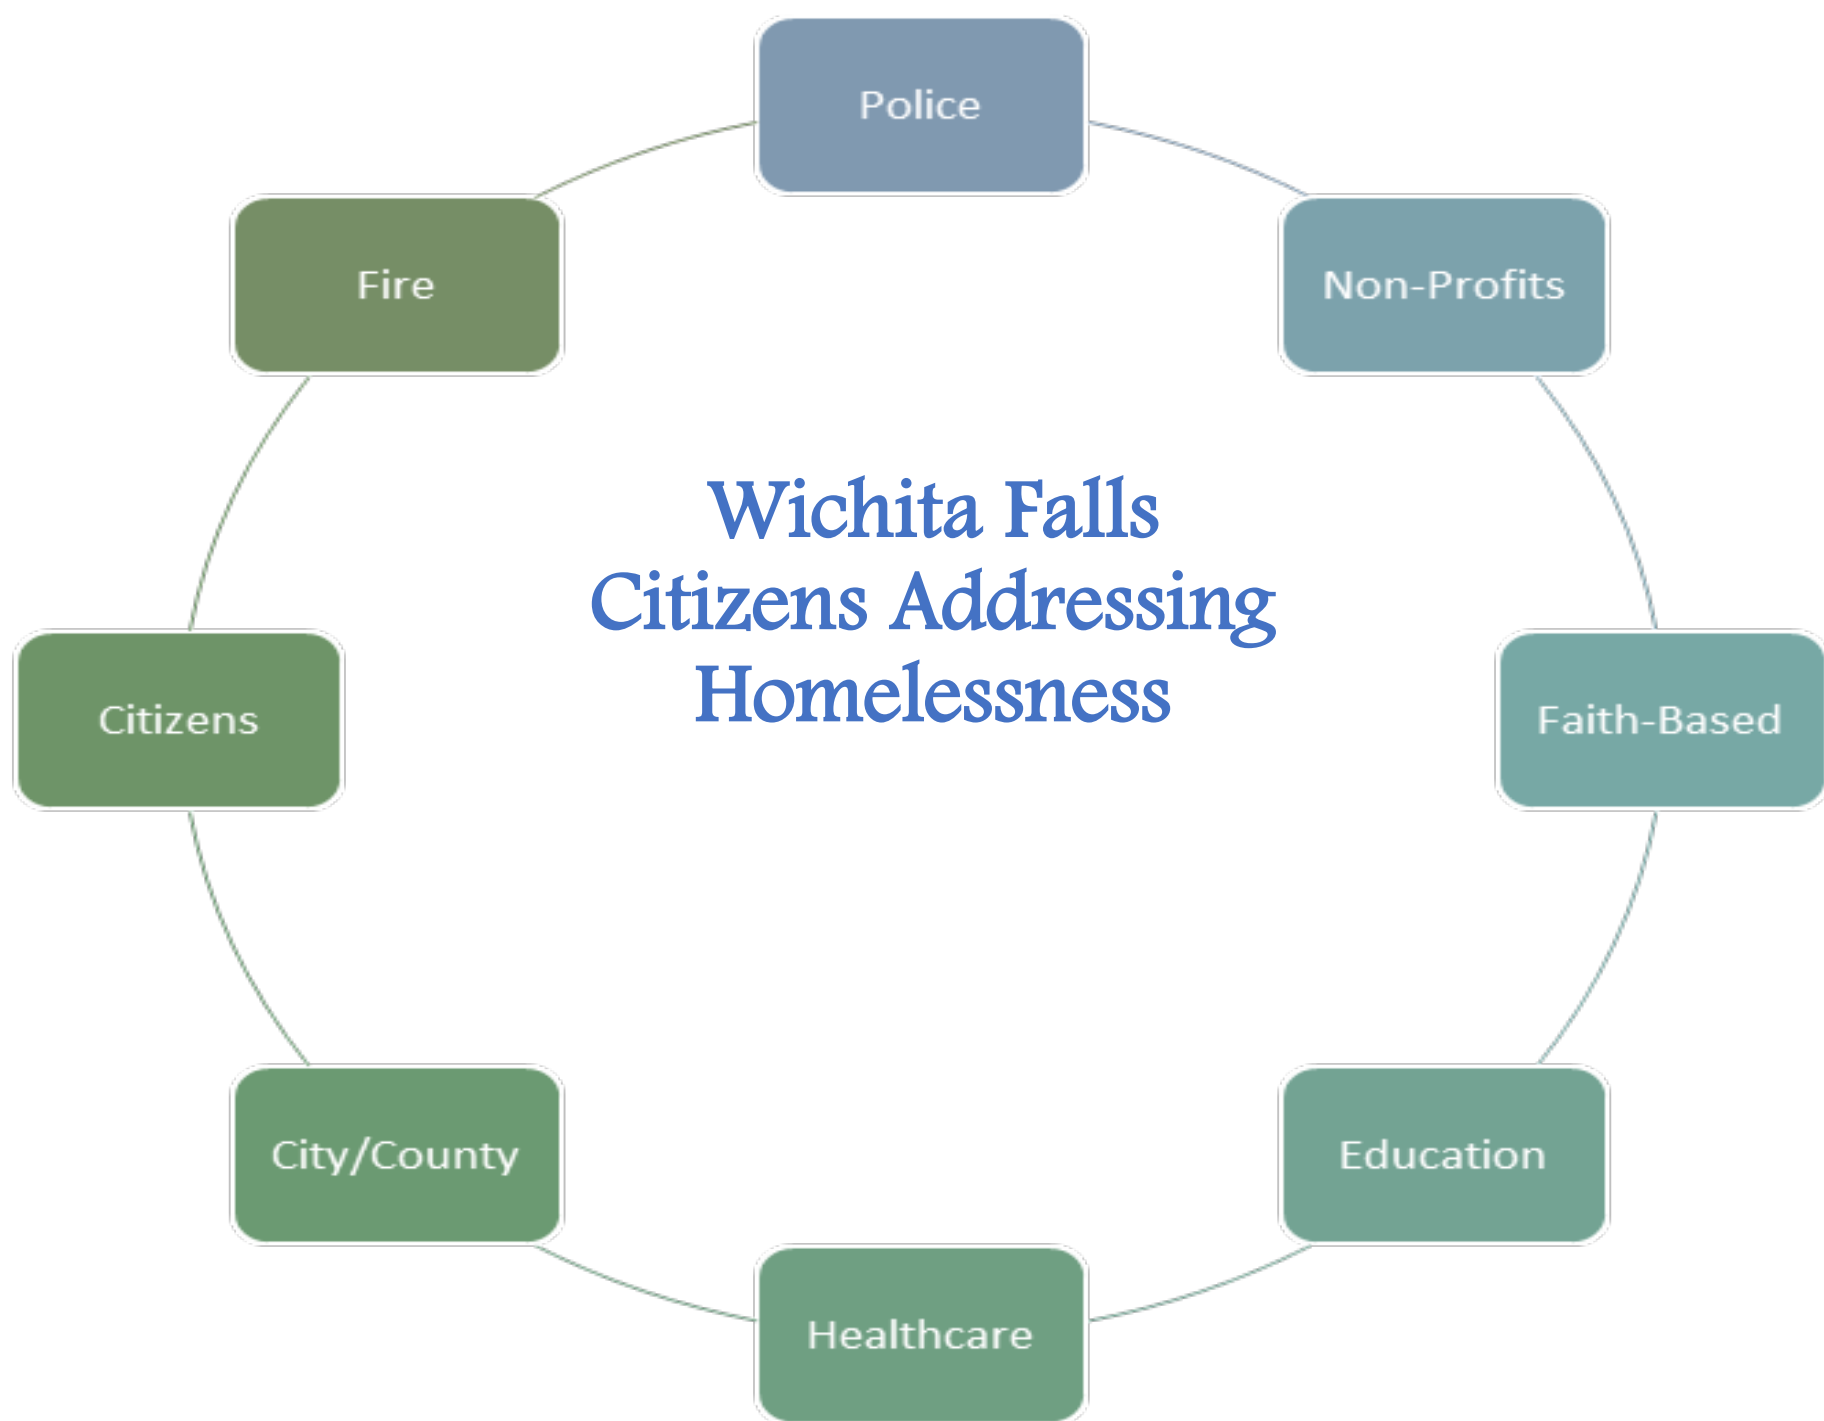 Police
Fire
Non-Profits
Wichita Falls
Citizens Addressing
Homelessness
Citizens
Faith-Based
City/County
Education
Healthcare